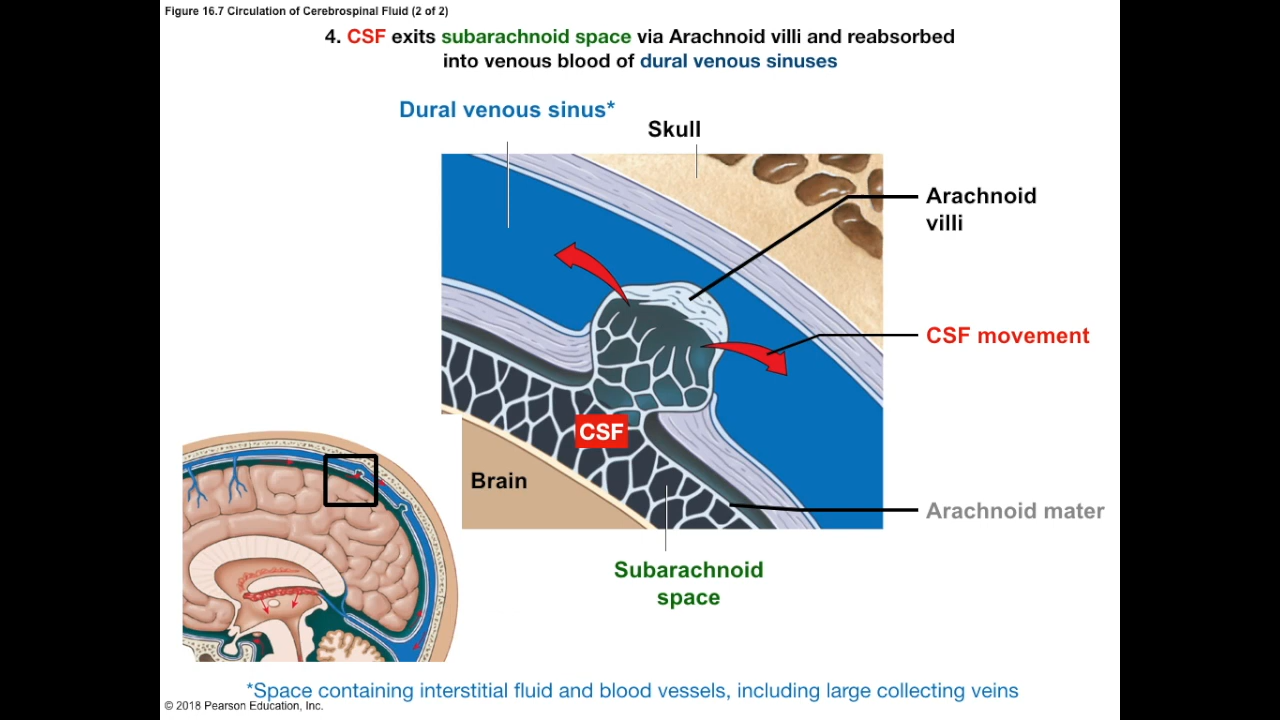 Figure 16.7 Circulation of Cerebrospinal Fluid (2 of 2)
4. CSF exits subarachnoid space via Arachnoid villi and reabsorbed
into venous blood of dural venous sinuses
Dural venous sinus*
Skull
Arachnoid
villi
CSF movement
CSF
Brain
Arachnoid mater
Subarachnoid
space
*Space containing interstitial fluid and blood vessels, including large collecting veins
© 2018 Pearson Education, Inc.